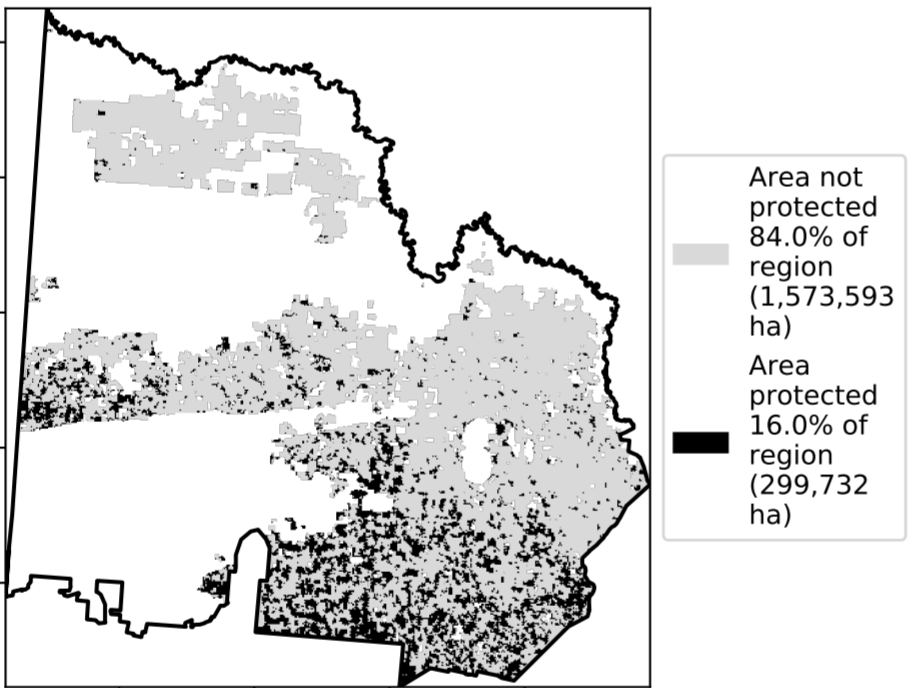 Area not
protected
84.0% of
region
(1,573,593
ha)
Area
protected
16.0% of
region
(299,732
ha)